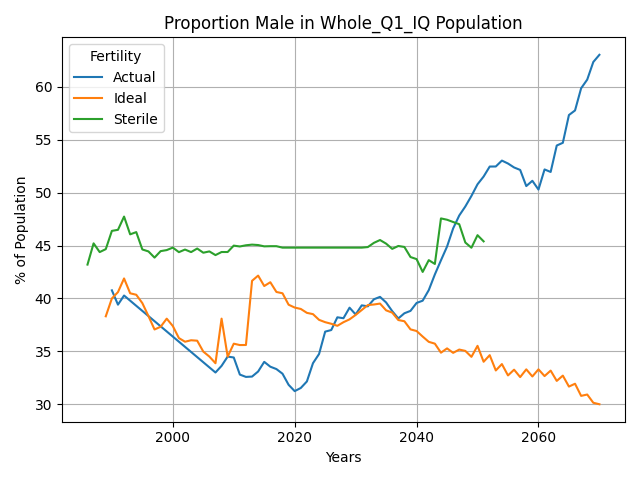 Proportion Male in Whole_Q1_IQ Population
Fertility
Actual
Ideal
Sterile
% of Population
60
55
50
45
40
35
30
2000
2020
2040
2060
Years